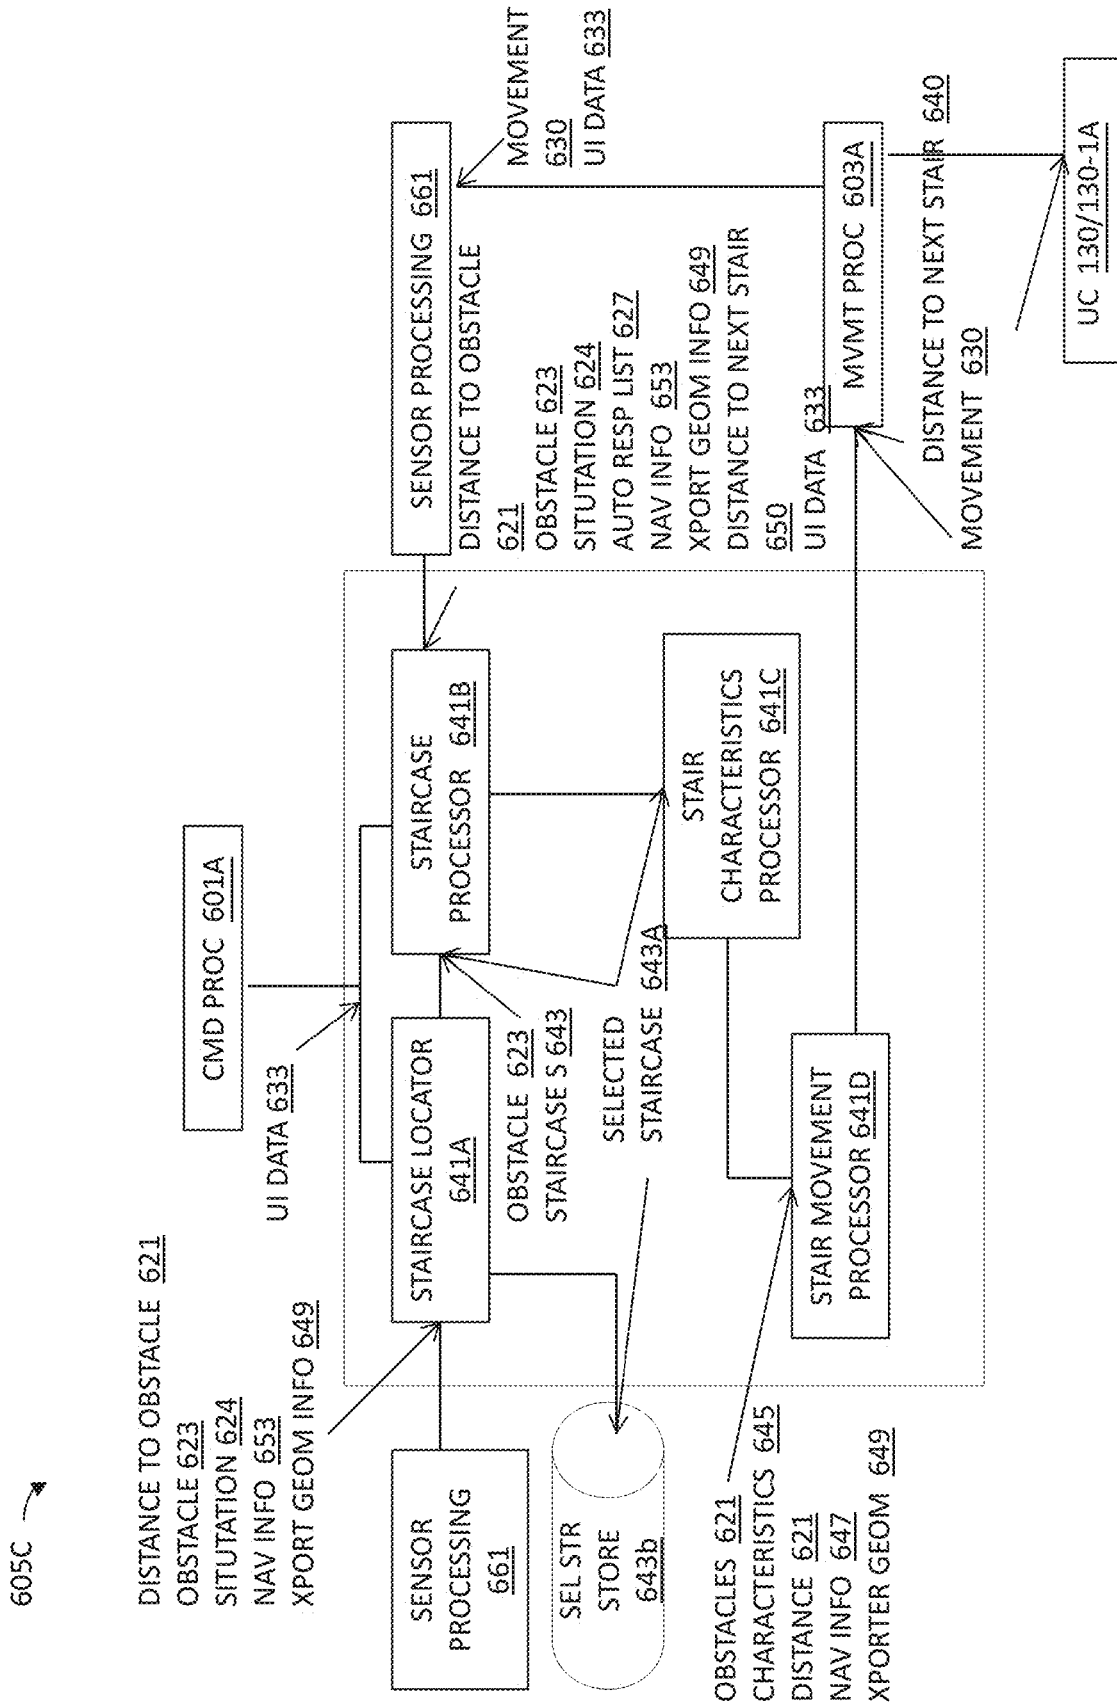 605C
DISTANCE TO OBSTACLE 621
OBSTACLE 623
SITUTATION 624
NAV INFO 653
XPORT GEOM INFO 649
UI DATA 633
CMD PROC 601A
SENSOR
PROCESSING
661
STAIRCASE LOCATOR
641A
STAIRCASE
PROCESSOR 641B
SENSOR PROCESSING 661
DISTANCE TO OBSTACLE
621
OBSTACLE 623
SITUTATION 624
AUTO RESP LIST 627
NAV INFO 653
XPORT GEOM INFO 649
DISTANCE TO NEXT STAIR
650
UI DATA 633
MOVEMENT
630
UI DATA 633
OBSTACLE 623
STAIRCASE S 643
SELECTED
STAIRCASE 643A
SEL STR
STORE
643b
STAIR
CHARACTERISTICS
PROCESSOR 641C
OBSTACLES 621
CHARACTERISTICS 645
DISTANCE 621
NAV INFO 647
XPORTER GEOM 649
STAIR MOVEMENT
PROCESSOR 641D
MVMT PROC 603A
DISTANCE TO NEXT STAIR 640
MOVEMENT 630
UC 130/130-1A